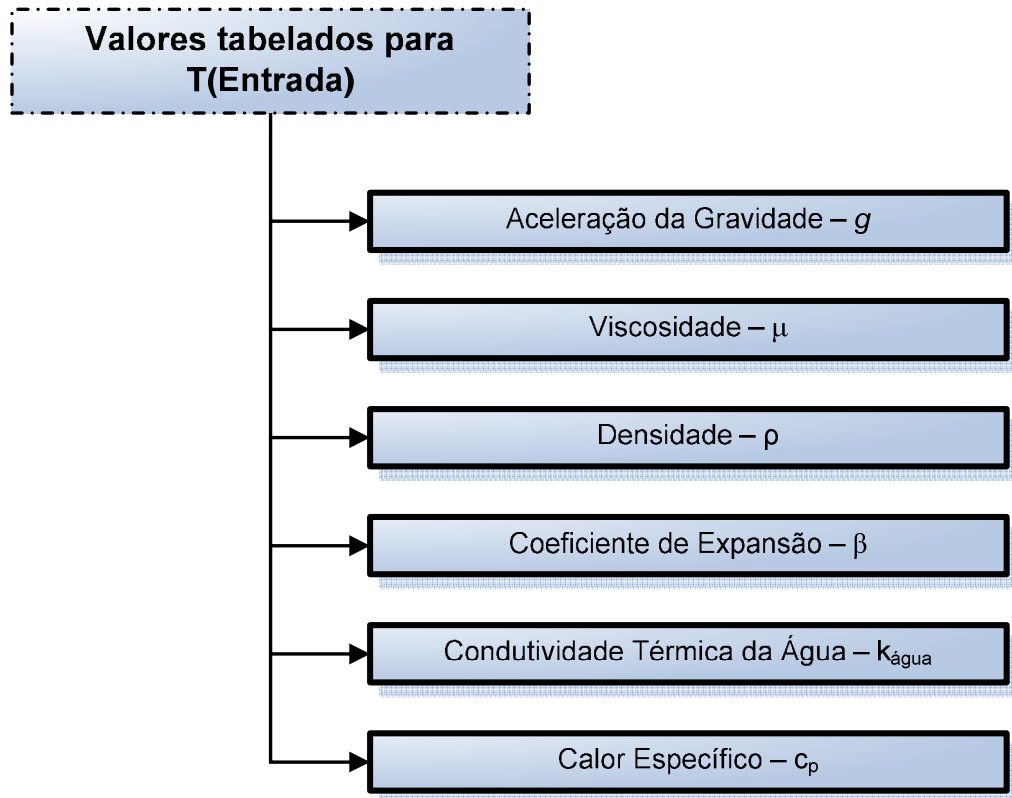 Valores tabelados para
T(Entrada)
Aceleração da Gravidade – g
Viscosidade – μ
Densidade – ρ
Coeficiente de Expansão – β
Condutividade Térmica da Água – kágua
Calor Específico – cp